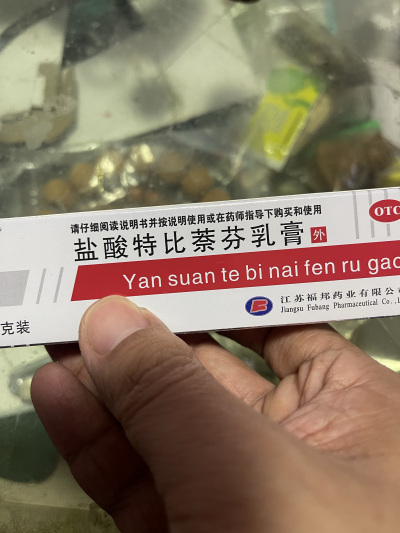 请仔细阅读说明书并按说明使用或在药师指导下购买和使用
盐酸特比萘芬乳膏 外
OTC
Yan suan te bi nai fen ru gao
江苏福邦药业有限公司
Jiangsu Fubang Pharmaceutical Co.,L
克装